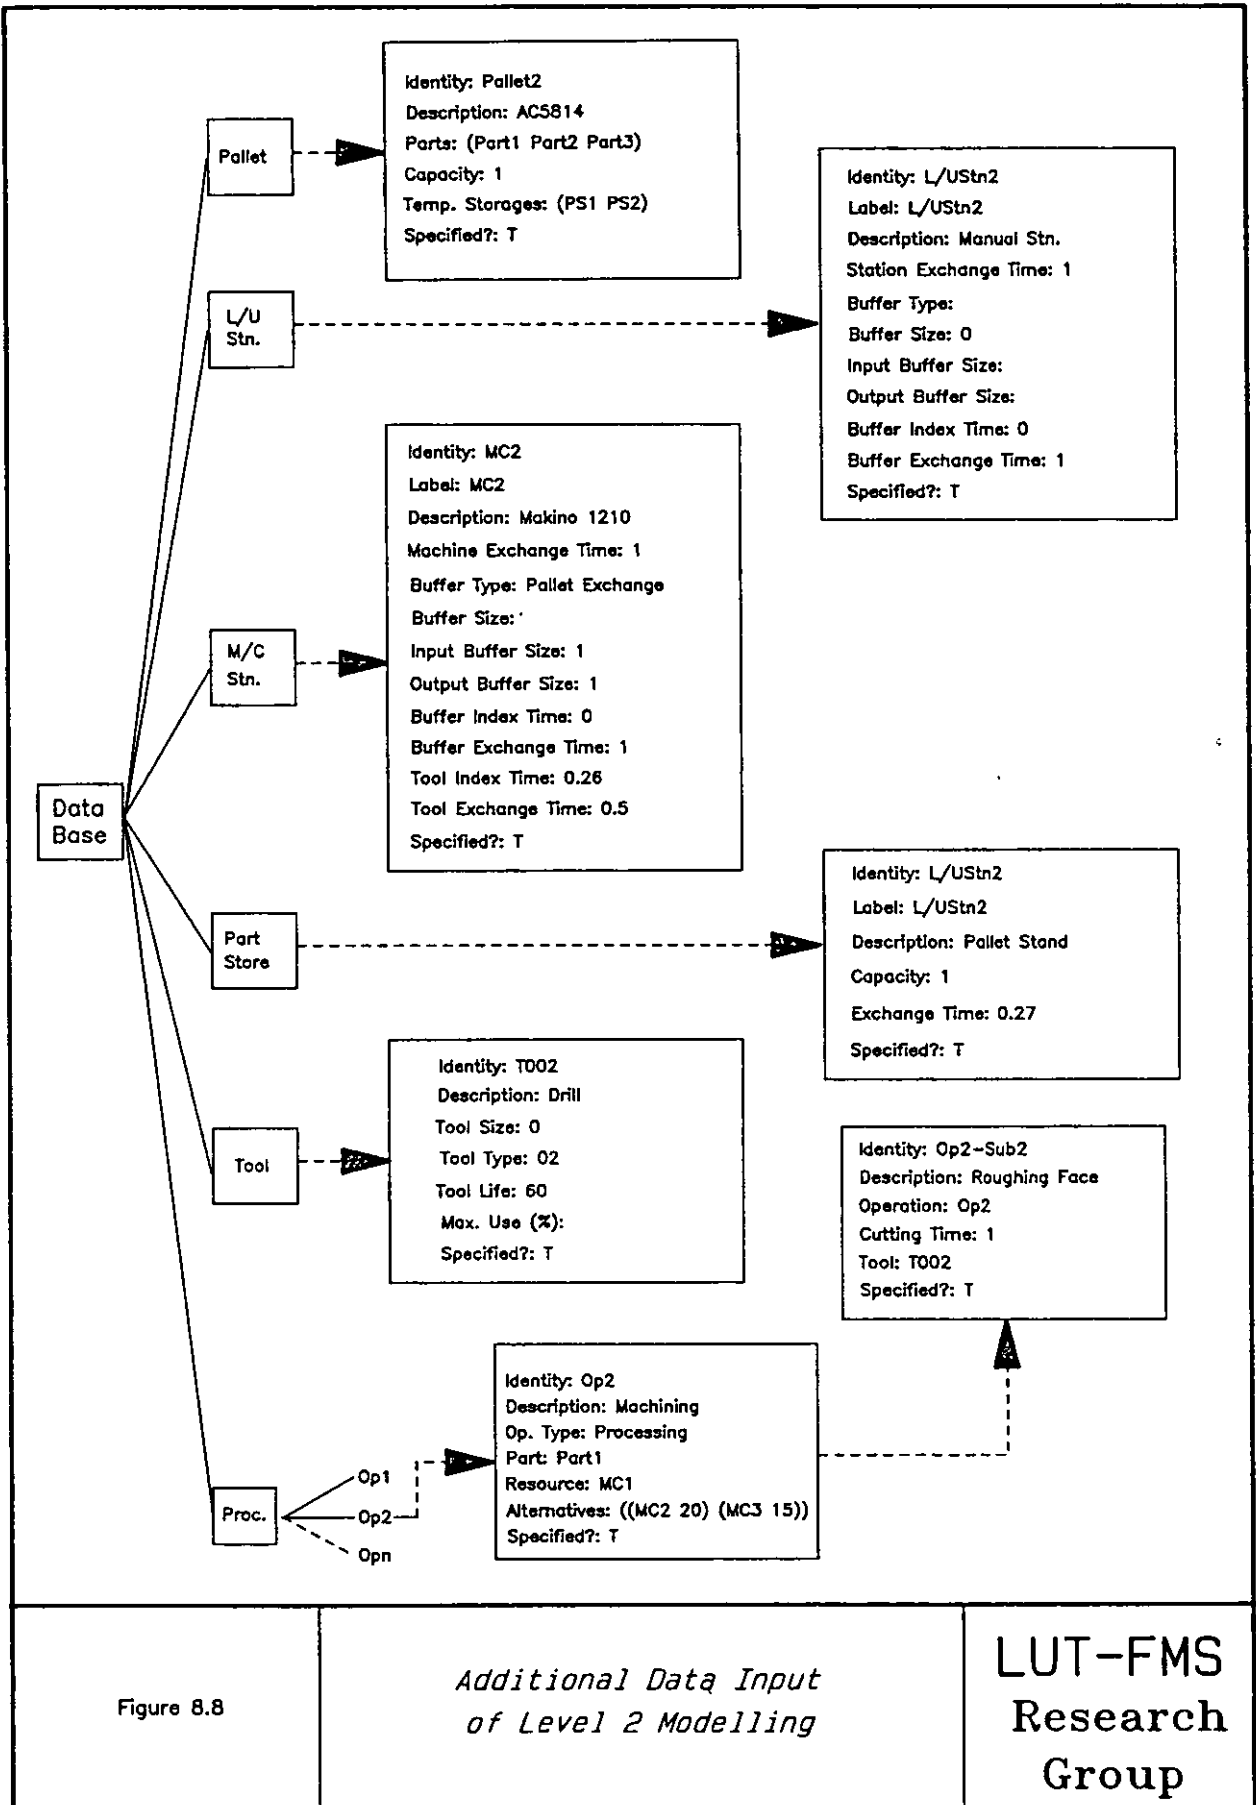 Identity: Pallet2
Description: AC5814
Parts: (Part1 Part2 Part3)
Capacity: 1
Temp. Storages: (PS1 PS2)
Specified?: T
Pallet
Identity: L/UStn2
Label: L/UStn2
Description: Manual Stn.
Station Exchange Time: 1
Buffer Type:
Buffer Size: 0
Input Buffer Size:
Output Buffer Size:
Buffer Index Time: 0
Buffer Exchange Time: 1
Specified?: T
L/U
Stn.
Identity: MC2
Label: MC2
Description: Makino 1210
Machine Exchange Time: 1
Buffer Type: Pallet Exchange
Buffer Size:
Input Buffer Size: 1
Output Buffer Size: 1
Buffer Index Time: 0
Buffer Exchange Time: 1
Tool Index Time: 0.26
Tool Exchange Time: 0.5
Specified?: T
M/C
Stn.
Data
Base
Part
Store
Identity: L/UStn2
Label: L/UStn2
Description: Pallet Stand
Capacity: 1
Exchange Time: 0.27
Specified?: T
Tool
Identity: T002
Description: Drill
Tool Size: 0
Tool Type: 02
Tool Life: 60
Max. Use (%):
Specified?: T
Identity: Op2-Sub2
Description: Roughing Face
Operation: Op2
Cutting Time: 1
Tool: T002
Specified?: T
Proc.
Op1
Op2
Opn
Identity: Op2
Description: Machining
Op. Type: Processing
Part: Part1
Resource: MC1
Alternatives: ((MC2 20) (MC3 15))
Specified?: T
Figure 8.8
Additional Data Input
of Level 2 Modelling
LUT-FMS
Research
Group